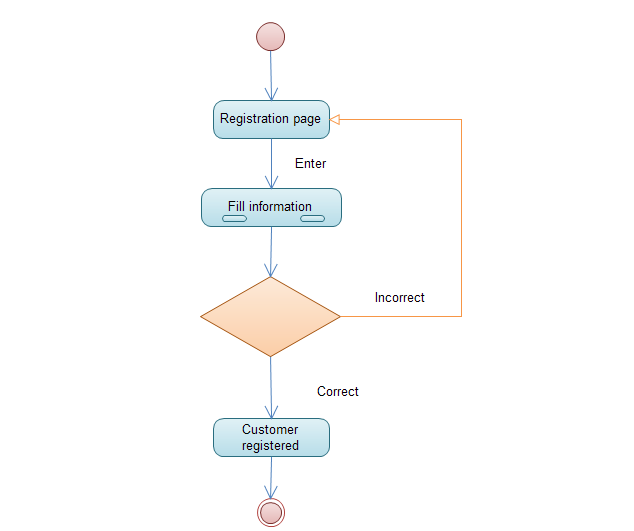 Registration page
Enter
Fill information
Incorrect
Correct
Customer
registered